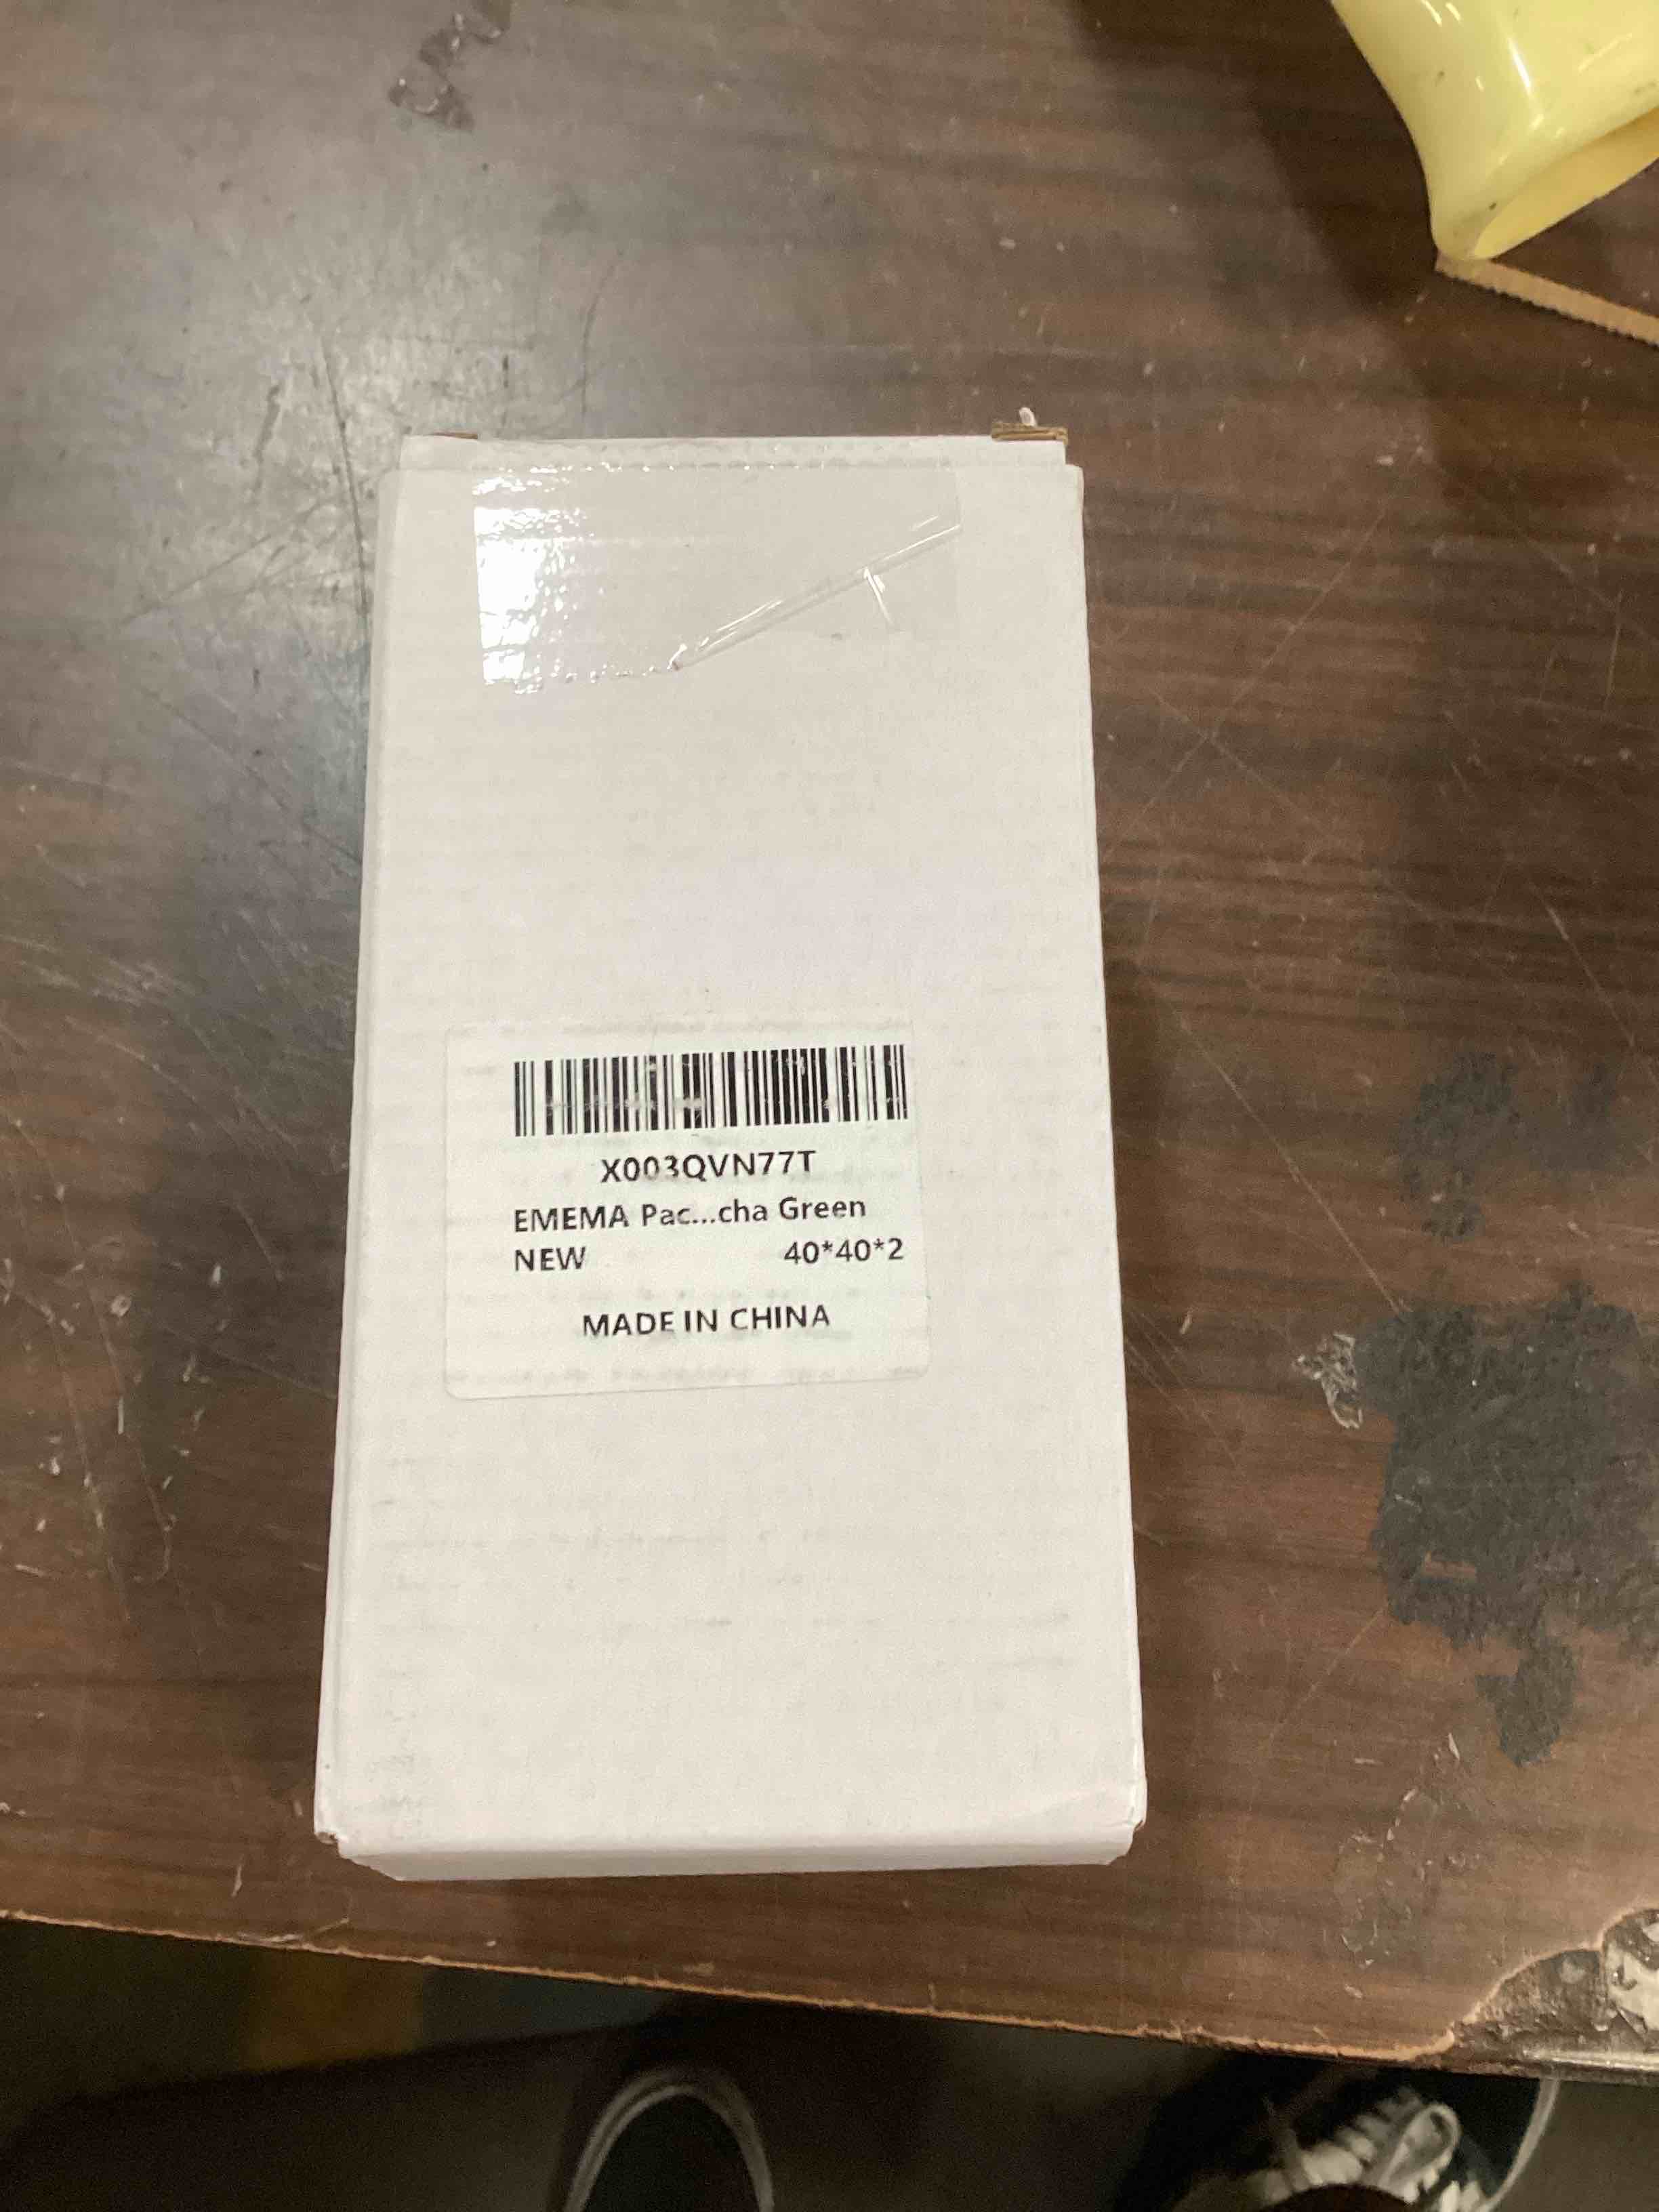 X003QVN77T
EMEMA Pac...cha Green
NEW 40*40*2
MADE IN CHINA